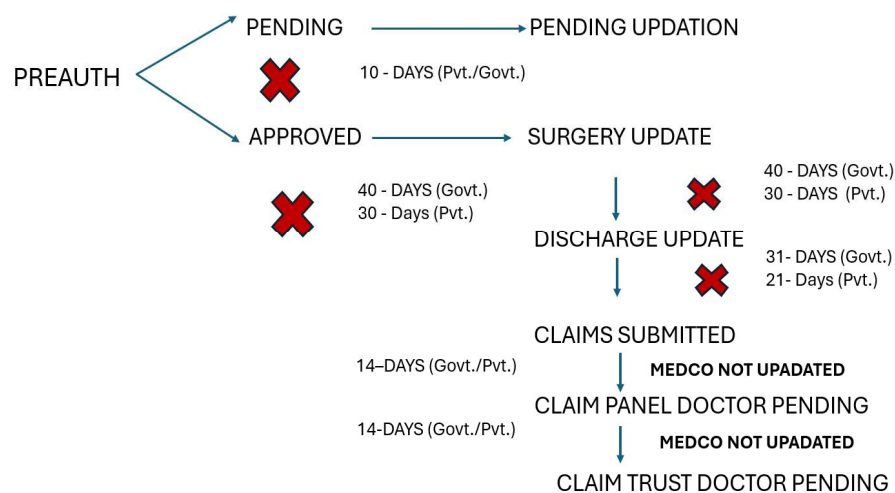 PENDING
PENDING UPDATION
PREAUTH
10 - DAYS (Pvt./Govt.)
APPROVED
SURGERY UPDATE
40 - DAYS (Govt.)
30 - Days (Pvt.)
40 - DAYS (Govt.)
30 - DAYS (Pvt.)
DISCHARGE UPDATE
31- DAYS (Govt.)
21- Days (Pvt.)
CLAIMS SUBMITTED
14–DAYS (Govt./Pvt.)
MEDCO NOT UPADATED
CLAIM PANEL DOCTOR PENDING
14-DAYS (Govt./Pvt.)
MEDCO NOT UPADATED
CLAIM TRUST DOCTOR PENDING